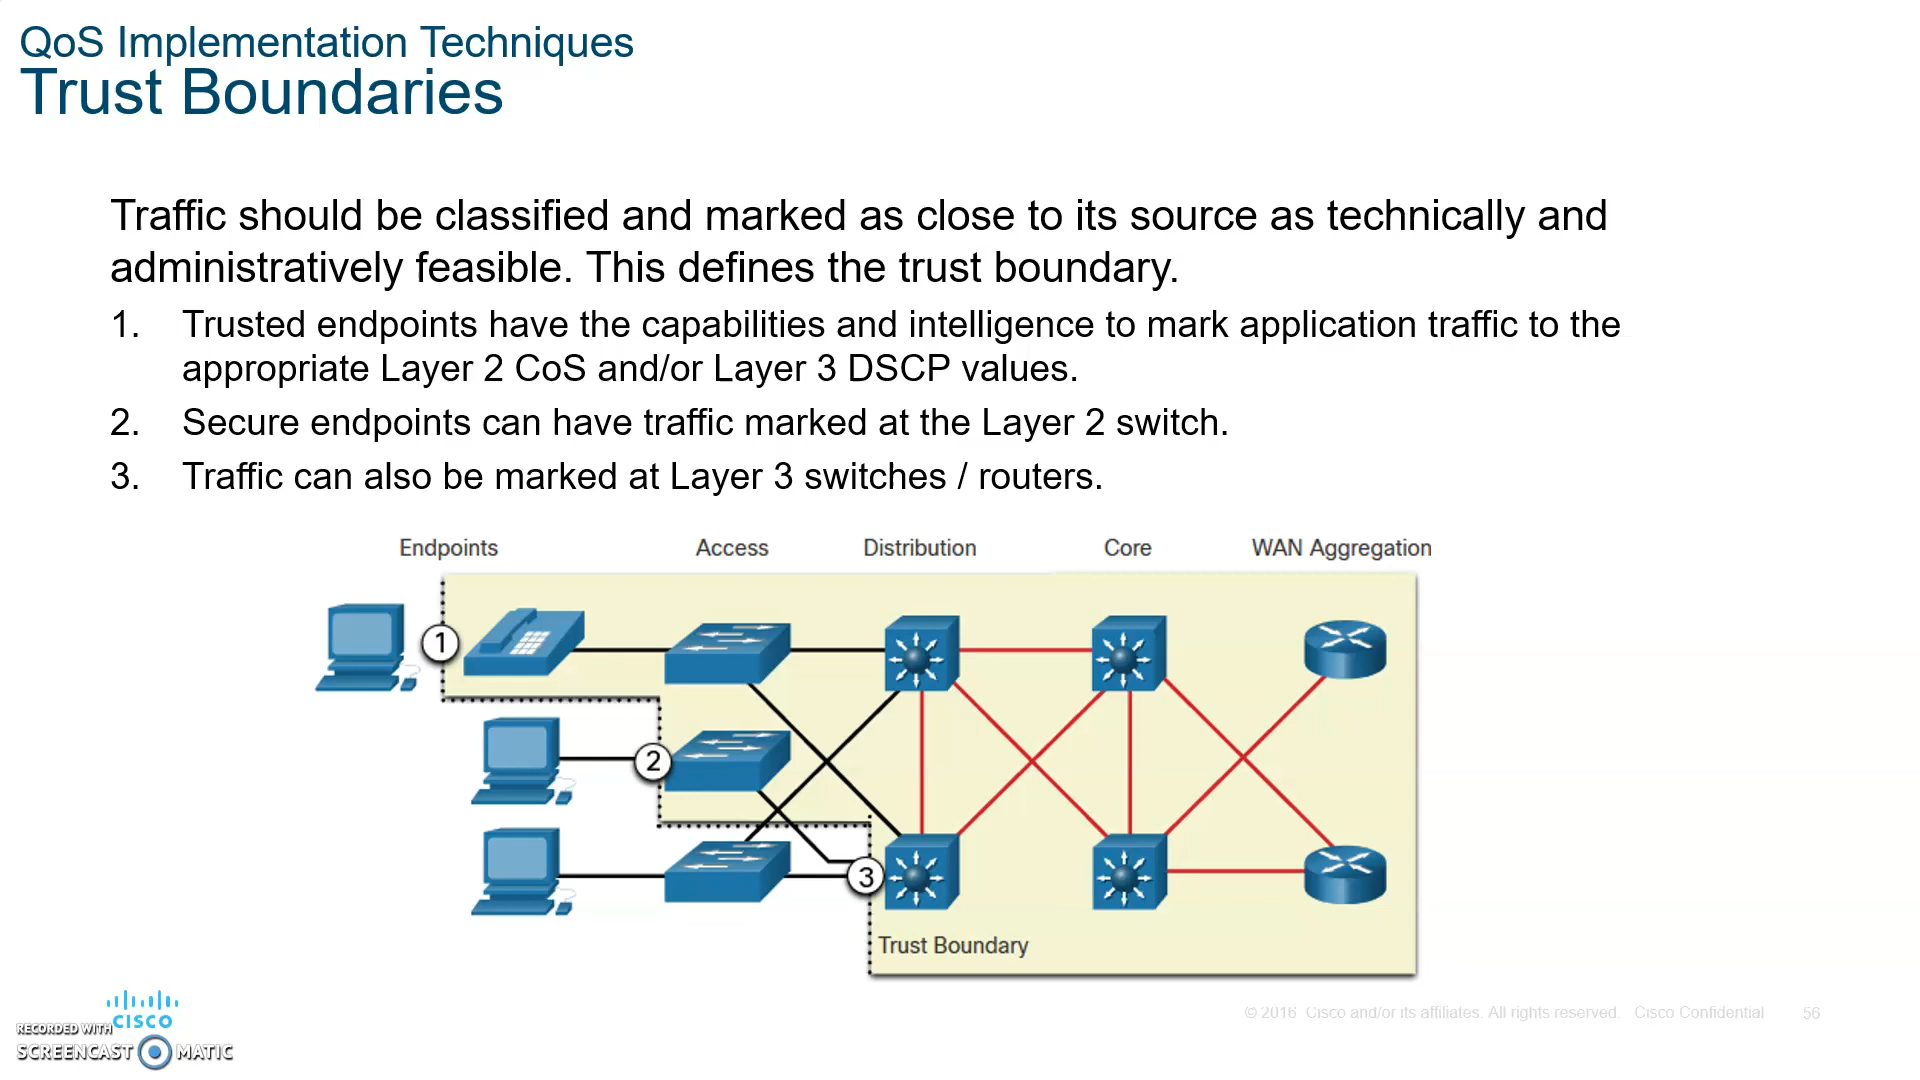 QoS Implementation Techniques
Trust Boundaries
Traffic should be classified and marked as close to its source as technically and
administratively feasible. This defines the trust boundary.
1. Trusted endpoints have the capabilities and intelligence to mark application traffic to the
appropriate Layer 2 CoS and/or Layer 3 DSCP values.
2. Secure endpoints can have traffic marked at the Layer 2 switch.
3. Traffic can also be marked at Layer 3 switches / routers.
Endpoints Access Distribution Core WAN Aggregation
1
2
3
Trust Boundary
© 2016 Cisco and/or its affiliates. All rights reserved. Cisco Confidential 56
CISCO
RECORDED WITH
SCREENCAST MATIC